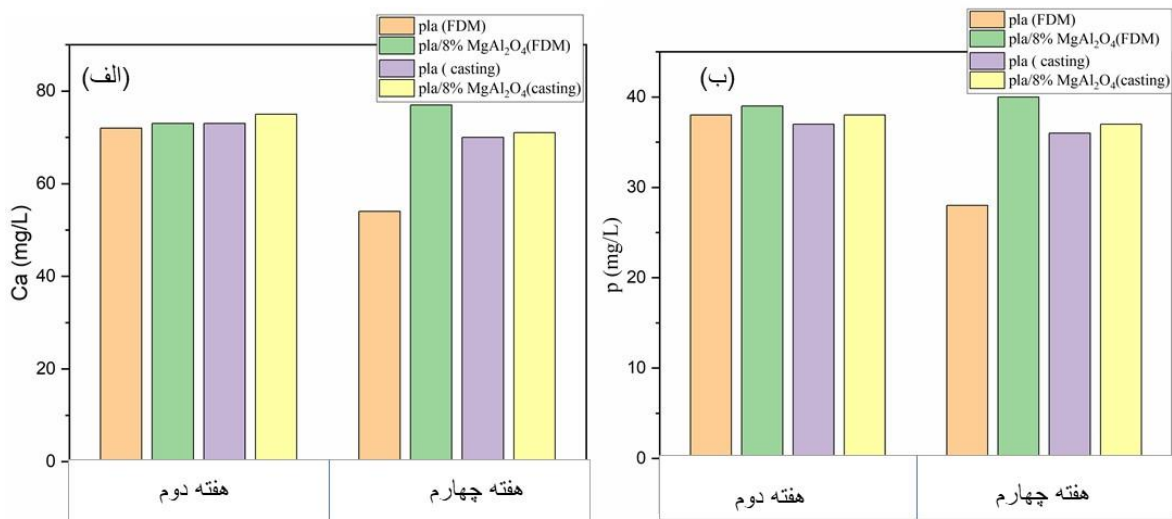 (الف)
pla (FDM)
pla/8% MgAl₂O₄(FDM)
pla ( casting)
pla/8% MgAl₂O₄(casting)
Ca (mg/L)
80
60
40
20
0
هفته دوم
هفته چهارم
(ب)
pla (FDM)
pla/8% MgAl₂O₄(FDM)
pla ( casting)
pla/8% MgAl₂O₄(casting)
p (mg/L)
40
30
20
10
0
هفته دوم
هفته چهارم